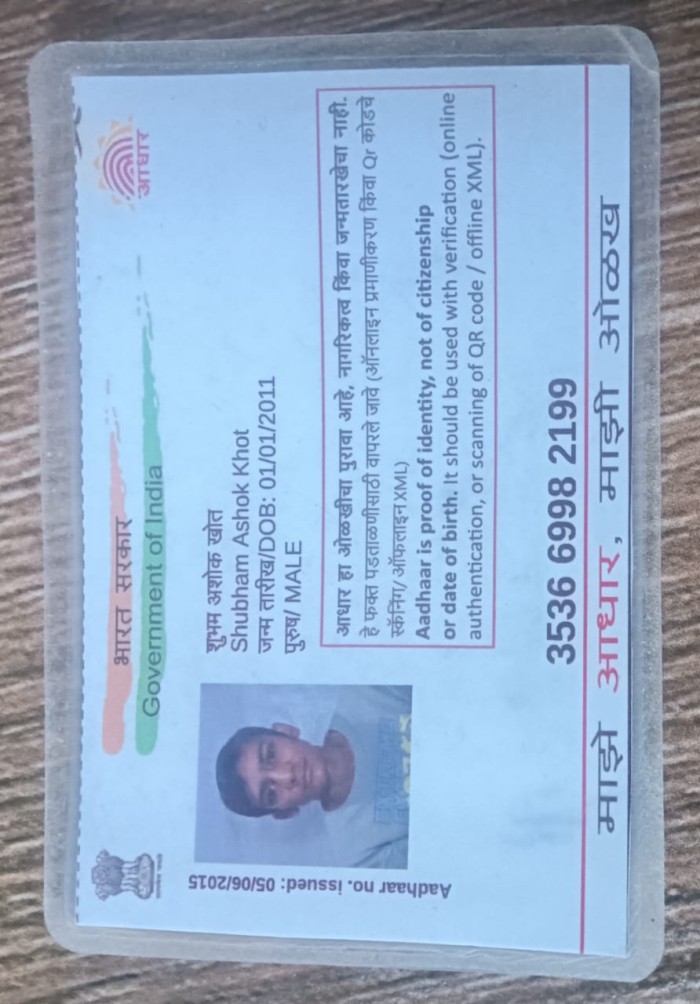 भारत सरकार
Government of India
आधार
शुभम अशोक खोत
Shubham Ashok Khot
जन्म तारीख/DOB: 01/01/2011
पुरुष/ MALE
Aadhaar no. issued: 05/06/2015
आधार हा ओळखीचा पुरावा आहे, नागरिकत्व किंवा जन्मतारखेचा नाही.
हे फक्त पडताळणीसाठी वापरले जावे (ऑनलाइन प्रमाणीकरण किंवा Qr कोडचे
स्कॅनिंग/ ऑफलाइन XML)
Aadhaar is proof of identity, not of citizenship
or date of birth. It should be used with verification (online
authentication, or scanning of QR code / offline XML).
3536 6998 2199
माझे आधार, माझी ओळख